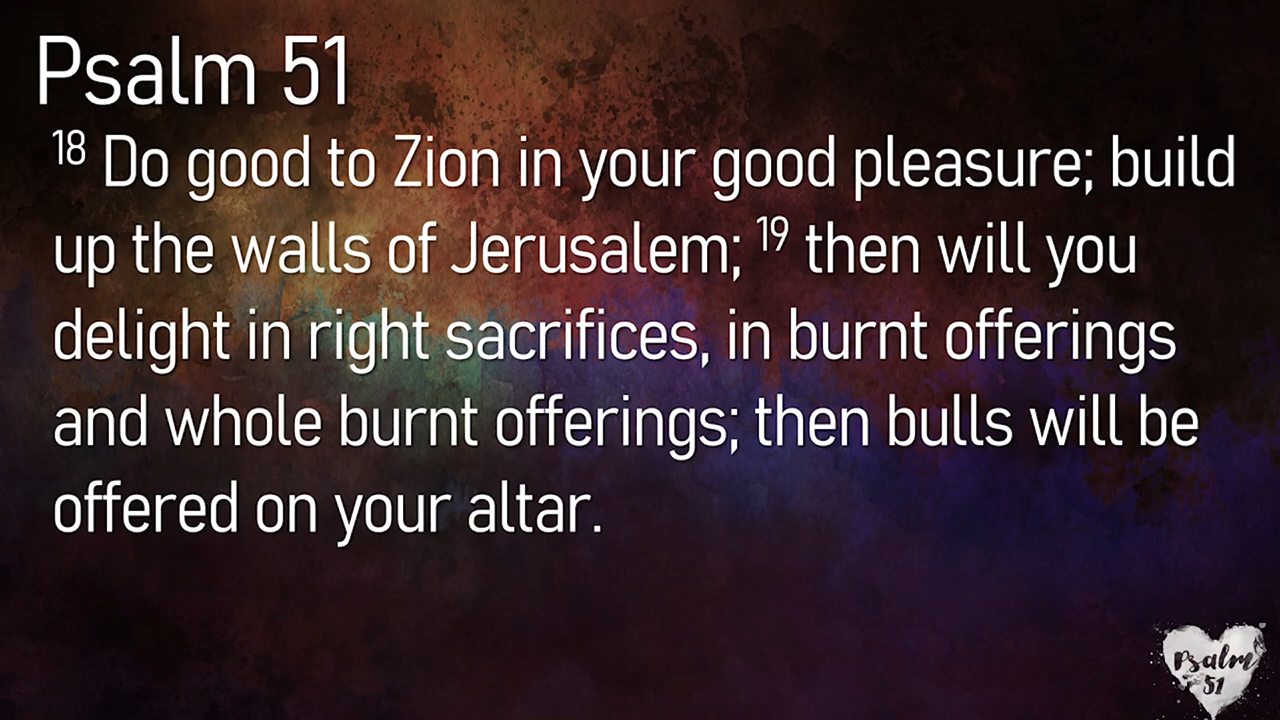 Psalm 51
18 Do good to Zion in your good pleasure; build
up the walls of Jerusalem; 19 then will you
delight in right sacrifices, in burnt offerings
and whole burnt offerings; then bulls will be
offered on your altar.
Psalm
51